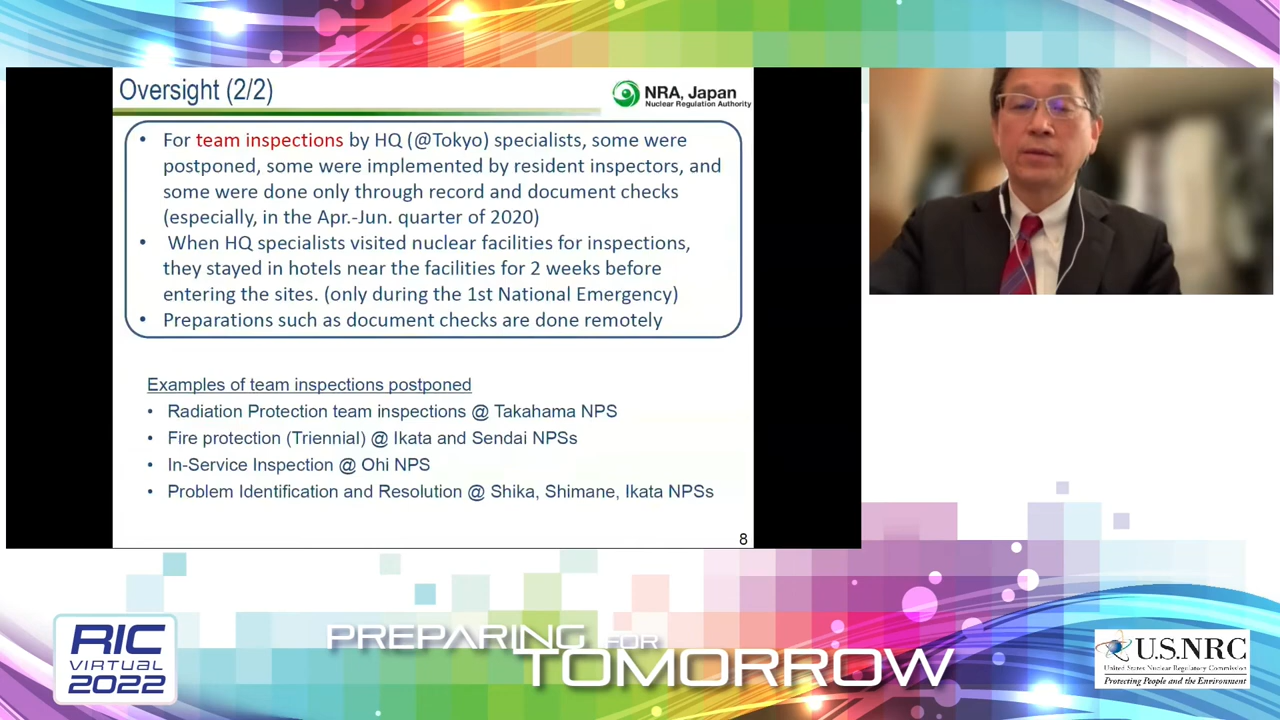 Oversight (2/2)
NRA, Japan
Nuclear Regulation Authority
• For team inspections by HQ (@Tokyo) specialists, some were
postponed, some were implemented by resident inspectors, and
some were done only through record and document checks
(especially, in the Apr.-Jun. quarter of 2020)
• When HQ specialists visited nuclear facilities for inspections,
they stayed in hotels near the facilities for 2 weeks before
entering the sites. (only during the 1st National Emergency)
• Preparations such as document checks are done remotely
Examples of team inspections postponed
• Radiation Protection team inspections @ Takahama NPS
• Fire protection (Triennial) @ Ikata and Sendai NPSs
• In-Service Inspection @ Ohi NPS
• Problem Identification and Resolution @ Shika, Shimane, Ikata NPSs
8
RIC
VIRTUAL
2022
PREPARING FOR
TOMORROW
U.S.NRC
United States Nuclear Regulatory Commission
Protecting People and the Environment